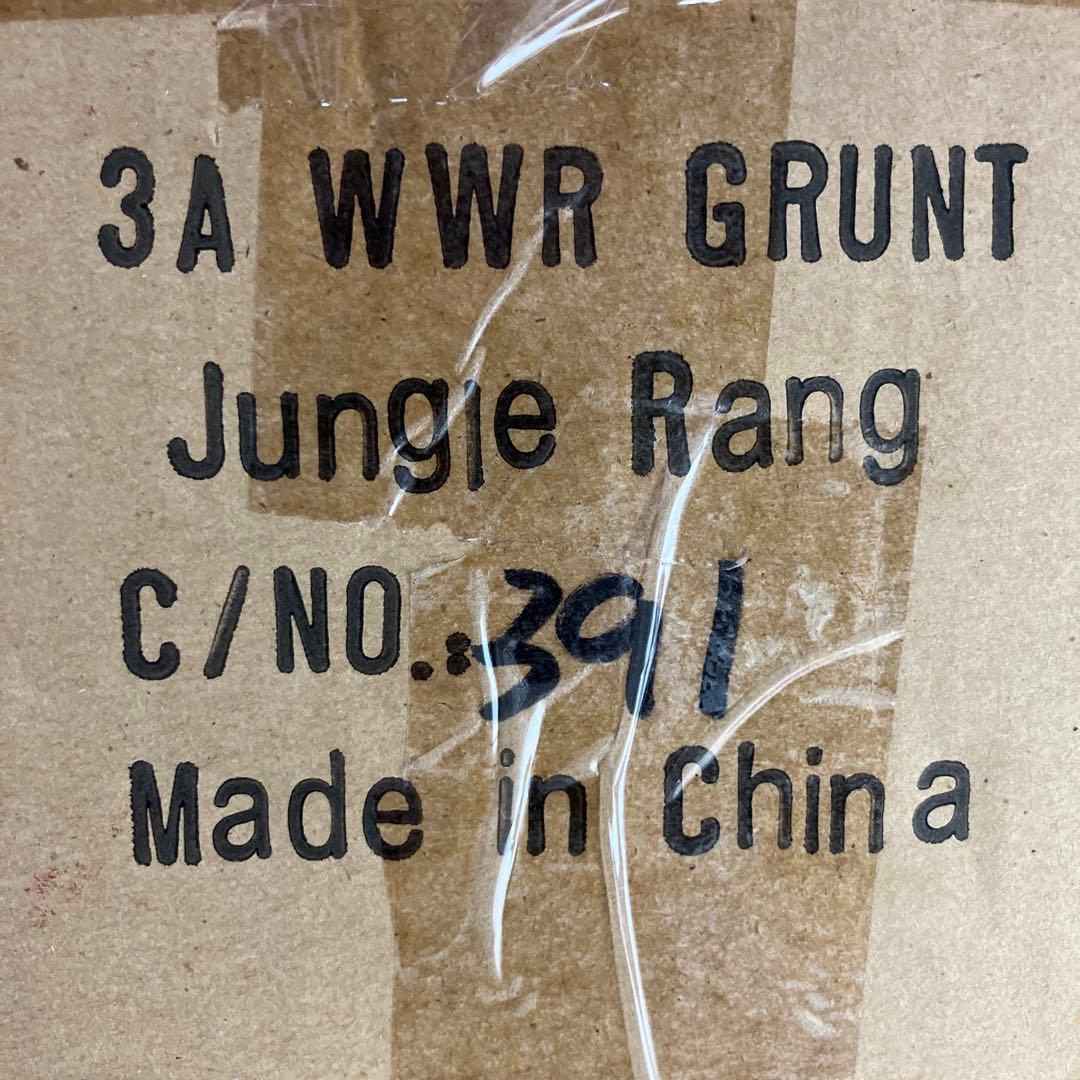 3A WWR GRUNT
Jungle Rang
C/NO.:391
Made in China